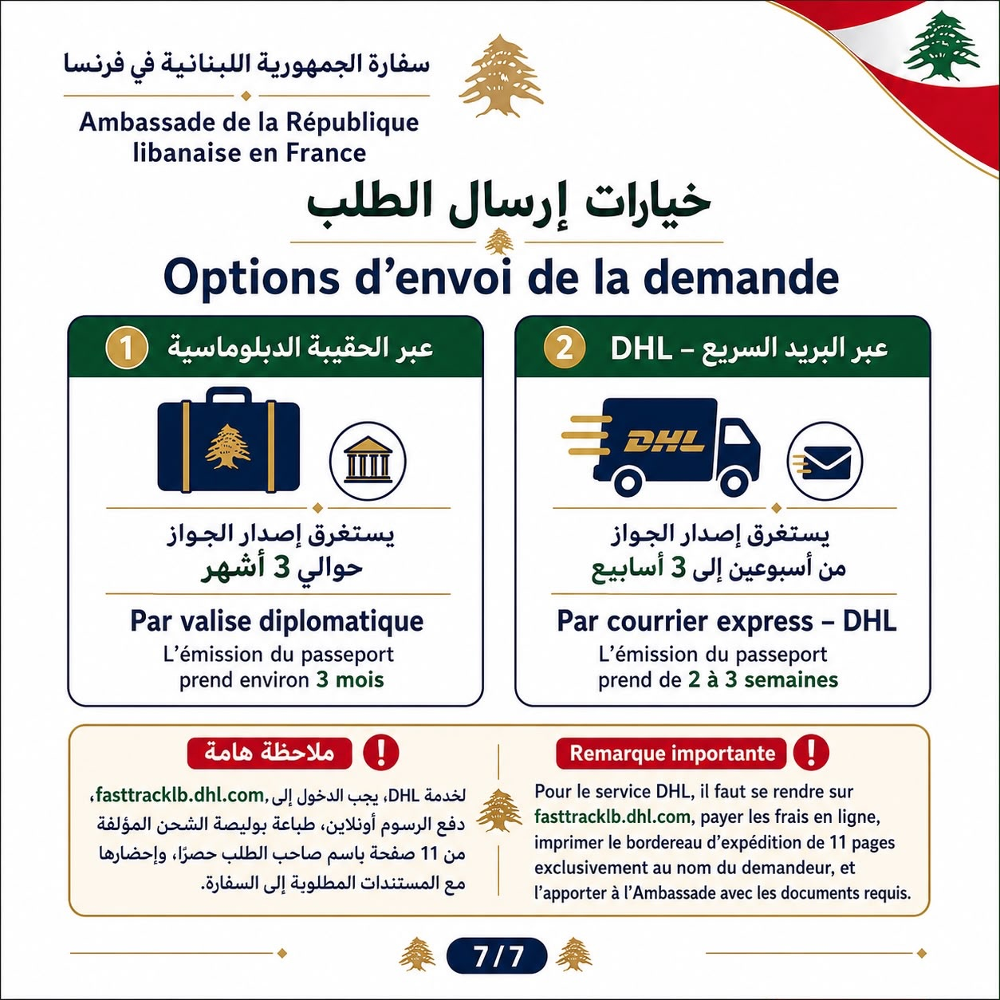 سفارة الجمهورية اللبنانية في فرنسا
Ambassade de la République
libanaise en France
خيارات إرسال الطلب
Options d’envoi de la demande
1 عبر الحقيبة الدبلوماسية
يستغرق إصدار الجواز
حوالي 3 أشهر
Par valise diplomatique
L’émission du passeport
prend environ 3 mois
2 عبر البريد السريع – DHL
DHL
يستغرق إصدار الجواز
من أسبوعين إلى 3 أسابيع
Par courrier express – DHL
L’émission du passeport
prend de 2 à 3 semaines
ملاحظة هامة !
لخدمة DHL، يجب الدخول إلى fasttracklb.dhl.com,،
دفع الرسوم أونلاين، طباعة بوليصة الشحن المؤلفة
من 11 صفحة باسم صاحب الطلب حصرًا، وإحضارها
مع المستندات المطلوبة إلى السفارة.
Remarque importante !
Pour le service DHL, il faut se rendre sur
fasttracklb.dhl.com, payer les frais en ligne,
imprimer le bordereau d’expédition de 11 pages
exclusivement au nom du demandeur, et
l’apporter à l’Ambassade avec les documents requis.
7/7